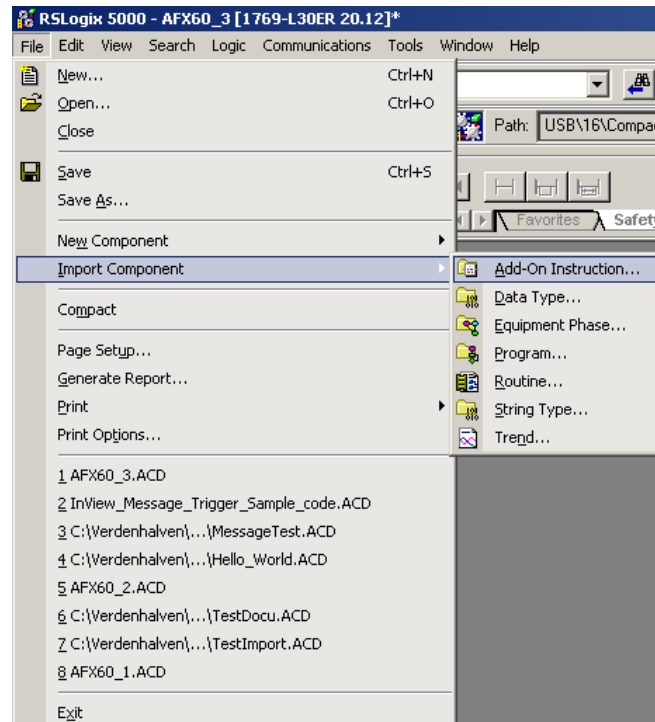 RSLogix 5000 - AFX60_3 [1769-L30ER 20.12]*
File Edit View Search Logic Communications Tools Window Help
New... Ctrl+N
Open... Ctrl+O
Close
Path: USB\16\Compa
Save Ctrl+S
Save As...
Favorites Safet
New Component
Import Component
Add-On Instruction...
Data Type...
Equipment Phase...
Program...
Routine...
String Type...
Trend...
Compact
Page Setup...
Generate Report...
Print
Print Options...
1 AFX60_3.ACD
2 InView_Message_Trigger_Sample_code.ACD
3 C:\Verdenhalven\...\MessageTest.ACD
4 C:\Verdenhalven\...\Hello_World.ACD
5 AFX60_2.ACD
6 C:\Verdenhalven\...\TestDocu.ACD
7 C:\Verdenhalven\...\TestImport.ACD
8 AFX60_1.ACD
Exit